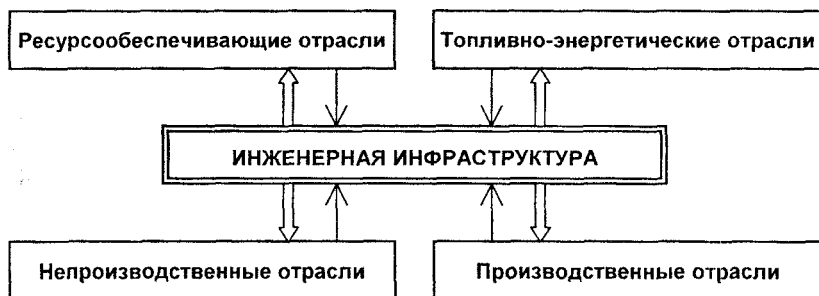 Ресурсообеспечивающие отрасли
Топливно-энергетические отрасли
ИНЖЕНЕРНАЯ ИНФРАСТРУКТУРА
Непроизводственные отрасли
Производственные отрасли